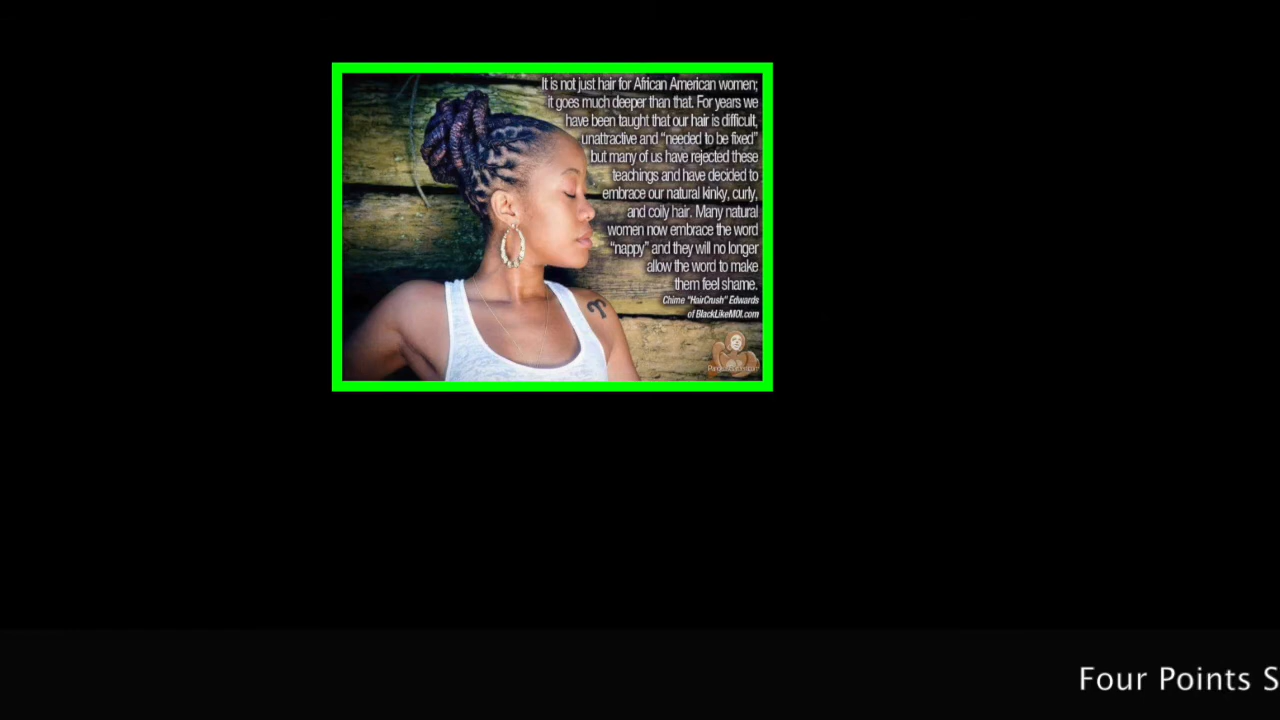 It is not just hair for African American women;
it goes much deeper than that. For years we
have been taught that our hair is difficult,
unattractive and “needed to be fixed”
but many of us have rejected these
teachings and have decided to
embrace our natural kinky, curly,
and coily hair. Many natural
women now embrace the word
“nappy” and they will no longer
allow the word to make
them feel shame.
Chime "HairCrush" Edwards
of BlackLikeMOI.com
Four Points S